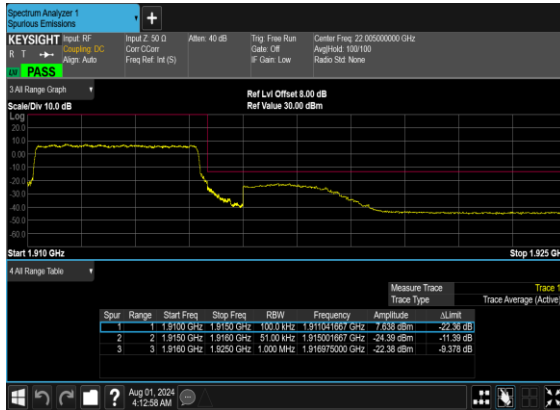 Spectrum Analyzer 1
Spurious Emissions
+
KEYSIGHT Input: RF Input Z: 50 Ω Atten: 40 dB Trig: Free Run Center Freq: 22.005000000 GHz
R T Coupling: DC Corr CCorr Gate: Off Avg|Hold: 100/100
Align: Auto Freq Ref: Int (S) IF Gain: Low Radio Std: None
PASS
3 All Range Graph
Ref Lvl Offset 8.00 dB
Scale/Div 10.0 dB Ref Value 30.00 dBm
Log
20.0
10.0
0.00
-10.0
-20.0
-30.0
-40.0
-50.0
-60.0
Start 1.910 GHz Stop 1.925 GH
4 All Range Table
Measure Trace Trace 1
Trace Type Trace Average (Active)
Spur Range Start Freq Stop Freq RBW Frequency Amplitude ΔLimit
1 1 1.9100 GHz 1.9150 GHz 100.0 kHz 1.911041667 GHz 7.638 dBm -22.36 dB
2 2 1.9150 GHz 1.9160 GHz 51.00 kHz 1.915001667 GHz -24.39 dBm -11.39 dB
3 3 1.9160 GHz 1.9250 GHz 1.000 MHz 1.916975000 GHz -22.38 dBm -9.378 dB
? Aug 01, 2024
4:12:58 AM